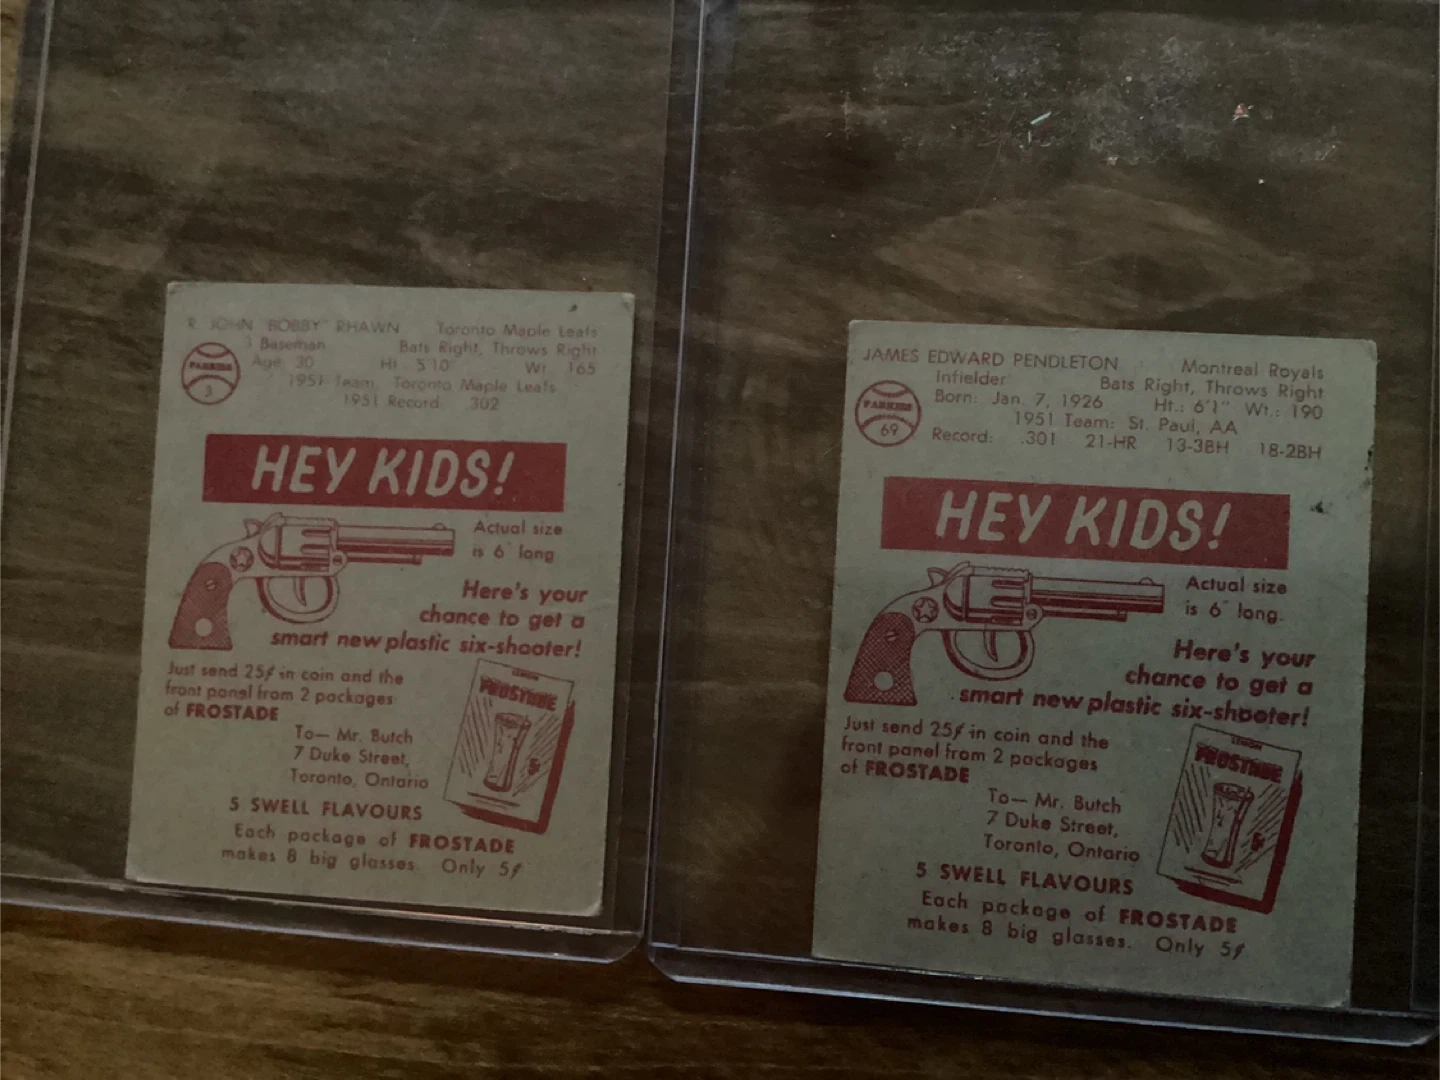 R. JOHN "BOBBY" RHAWN Toronto Maple Leafs
3 Baseman Bats Right, Throws Right
Age 30 Ht 5'10" Wt. 165
1951 Team Toronto Maple Leafs
1951 Record 302
PARKIES
3
HEY KIDS!
Actual size
is 6" long
Here's your
chance to get a
smart new plastic six-shooter!
Just send 25¢ in coin and the
front panel from 2 packages
of FROSTADE
To— Mr. Butch
7 Duke Street,
Toronto, Ontario
LEMON
FROSTADE
5¢
5 SWELL FLAVOURS
Each package of FROSTADE
makes 8 big glasses. Only 5¢
JAMES EDWARD PENDLETON Montreal Royals
Infielder Bats Right, Throws Right
Born: Jan. 7, 1926 Ht.: 6'1" Wt.: 190
1951 Team: St. Paul, AA
Record: .301 21-HR 13-3BH 18-2BH
PARKIES
69
HEY KIDS!
Actual size
is 6" long.
Here's your
chance to get a
smart new plastic six-shooter!
Just send 25¢ in coin and the
front panel from 2 packages
of FROSTADE
To— Mr. Butch
7 Duke Street,
Toronto, Ontario
LEMON
FROSTADE
5¢
5 SWELL FLAVOURS
Each package of FROSTADE
makes 8 big glasses. Only 5¢